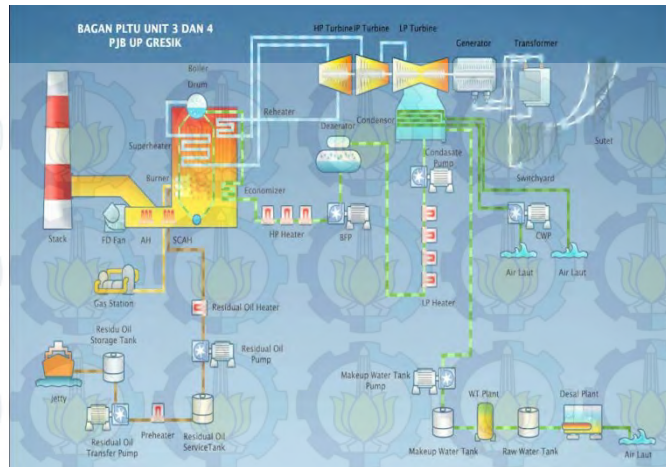 BAGAN PLTU UNIT 3 DAN 4
PJB UP GRESIK
HP Turbine
IP Turbine
LP Turbine
Generator
Transformer
Boiler
Drum
Reheater
Superheater
Deaerator
Condensor
Condasate
Pump
Sutet
Switchyard
Burner
Economizer
Stack
FD Fan
AH
SCAH
HP Heater
BFP
CWP
Air Laut
Air Laut
Gas Station
LP Heater
Residual Oil Heater
Residu Oil
Storage Tank
Residual Oil
Pump
Jetty
Makeup Water Tank
Pump
WT Plant
Desal Plant
Residual Oil
Transfer Pump
Preheater
Residual Oil
ServiceTank
Makeup Water Tank
Raw Water Tank
Air Laut